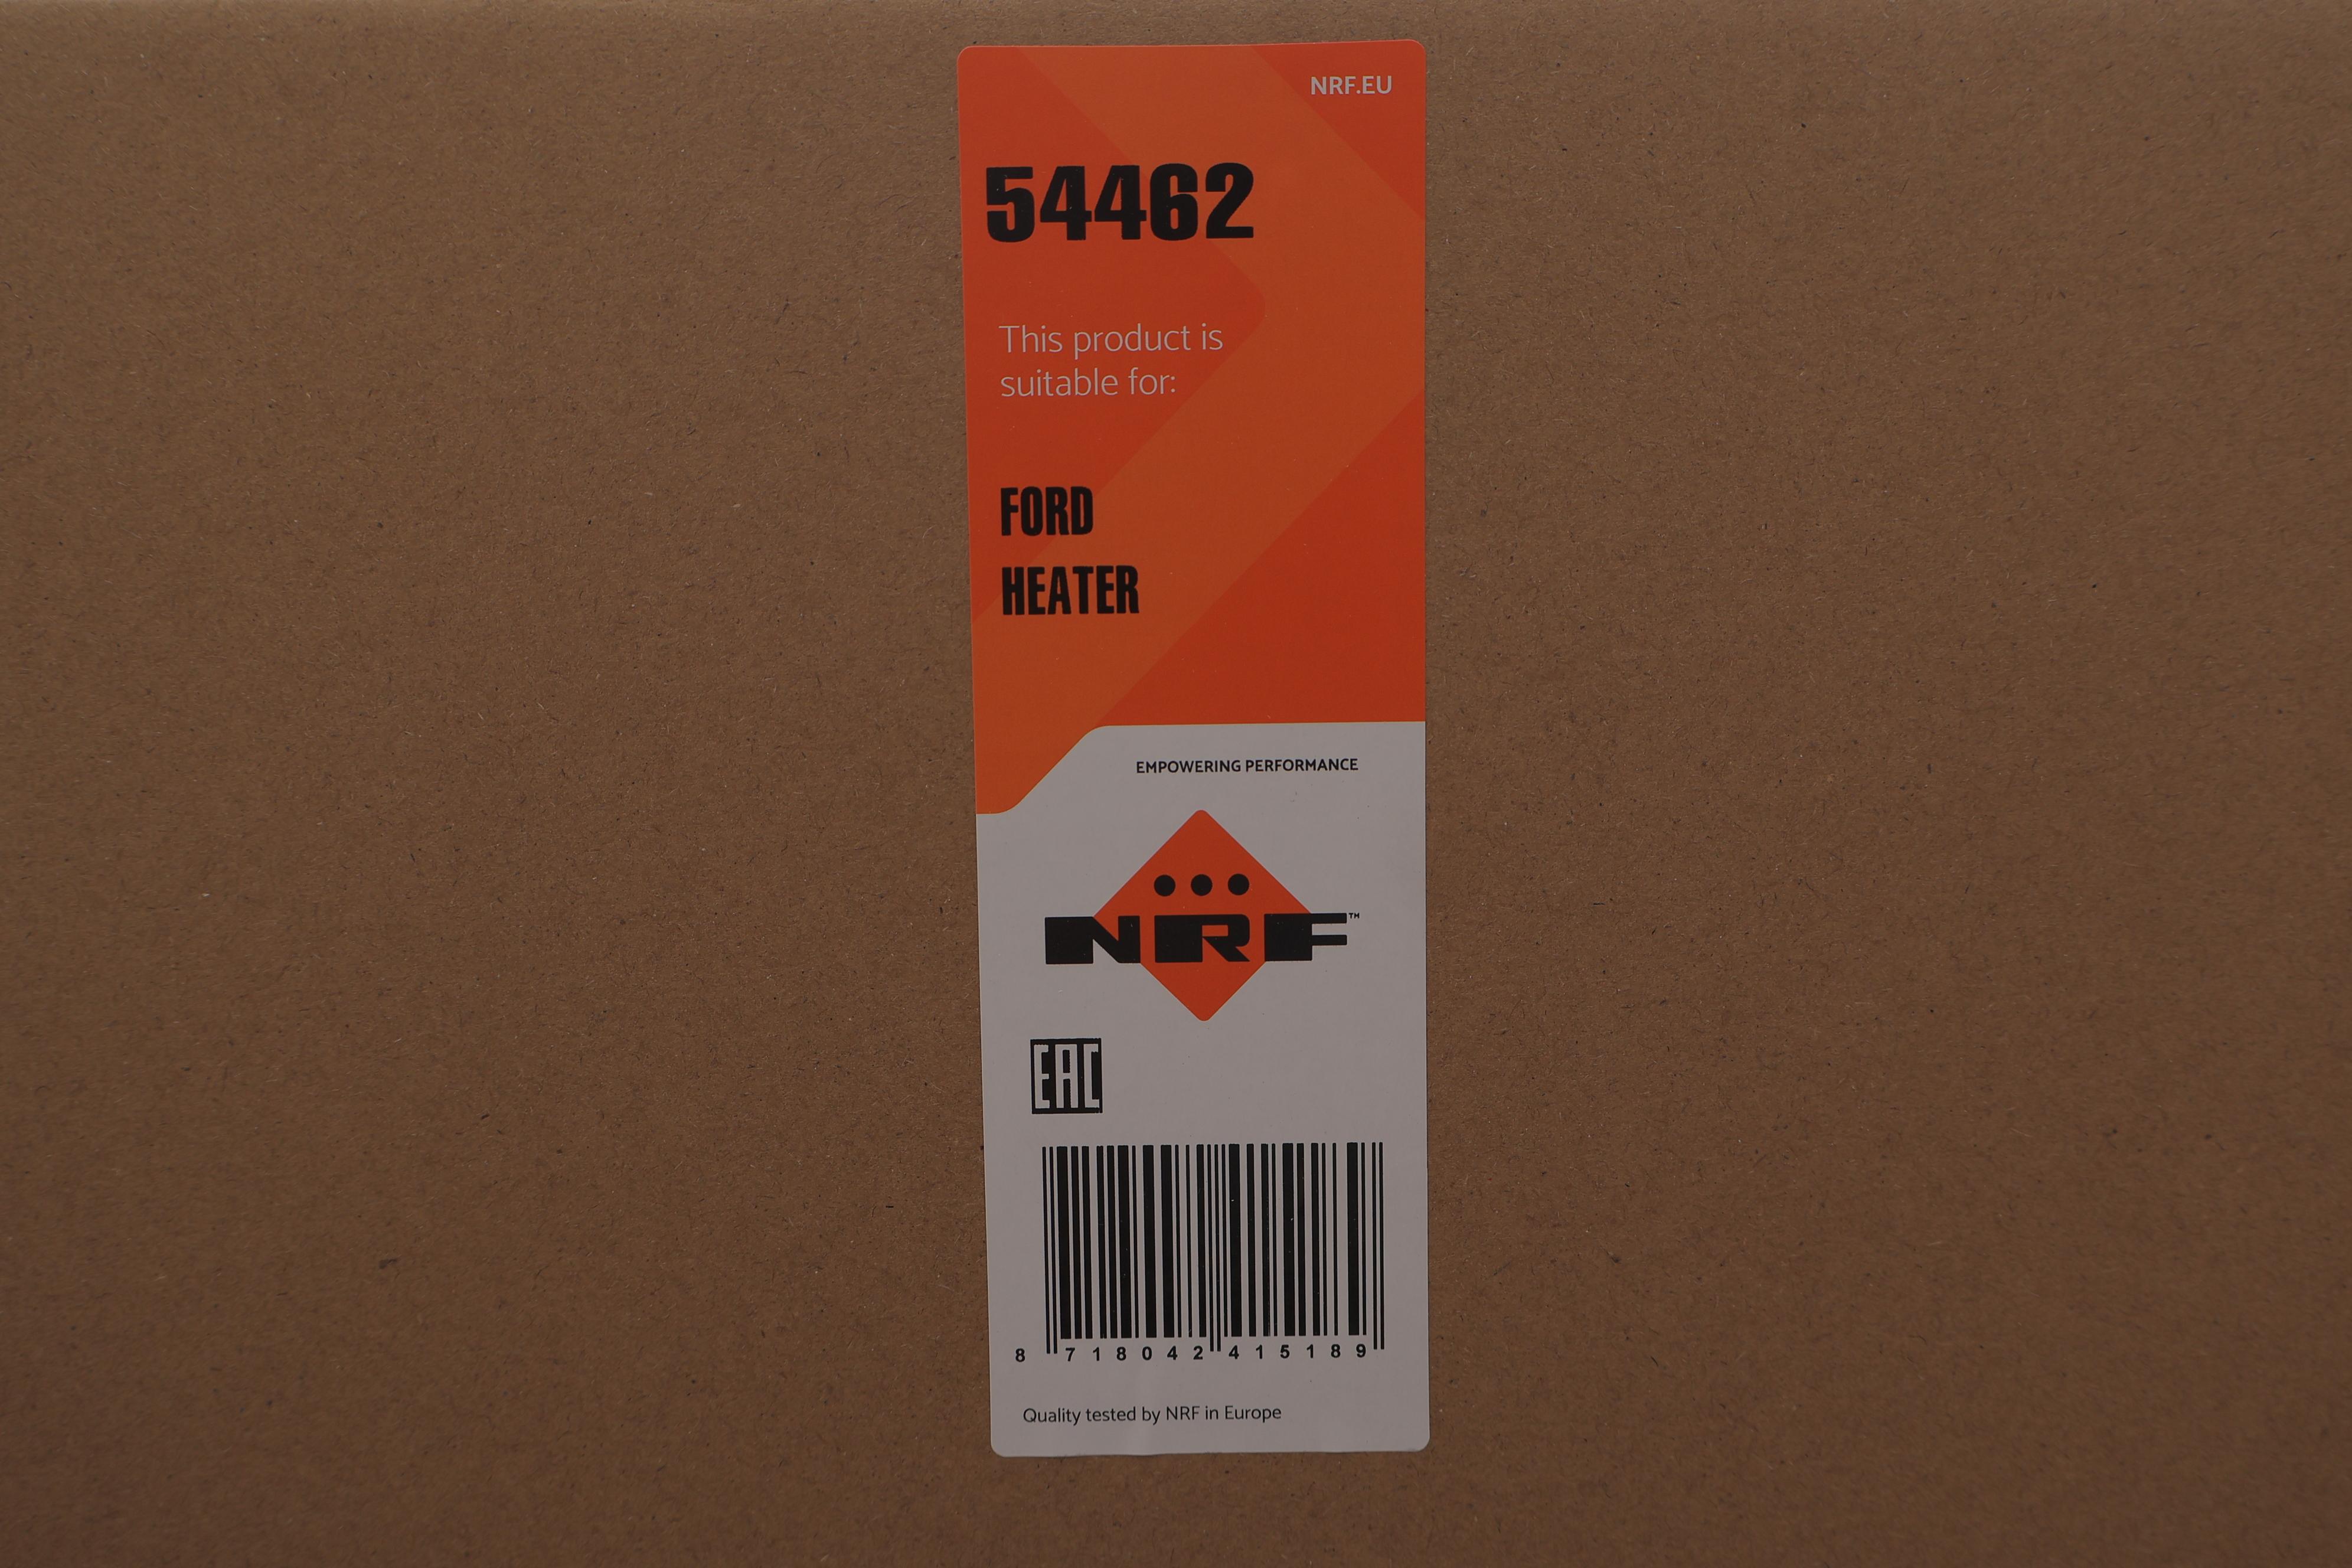 NRF.EU
54462
This product is
suitable for:
FORD
HEATER
EMPOWERING PERFORMANCE
NRF™
EAC
8 718042 415189
Quality tested by NRF in Europe